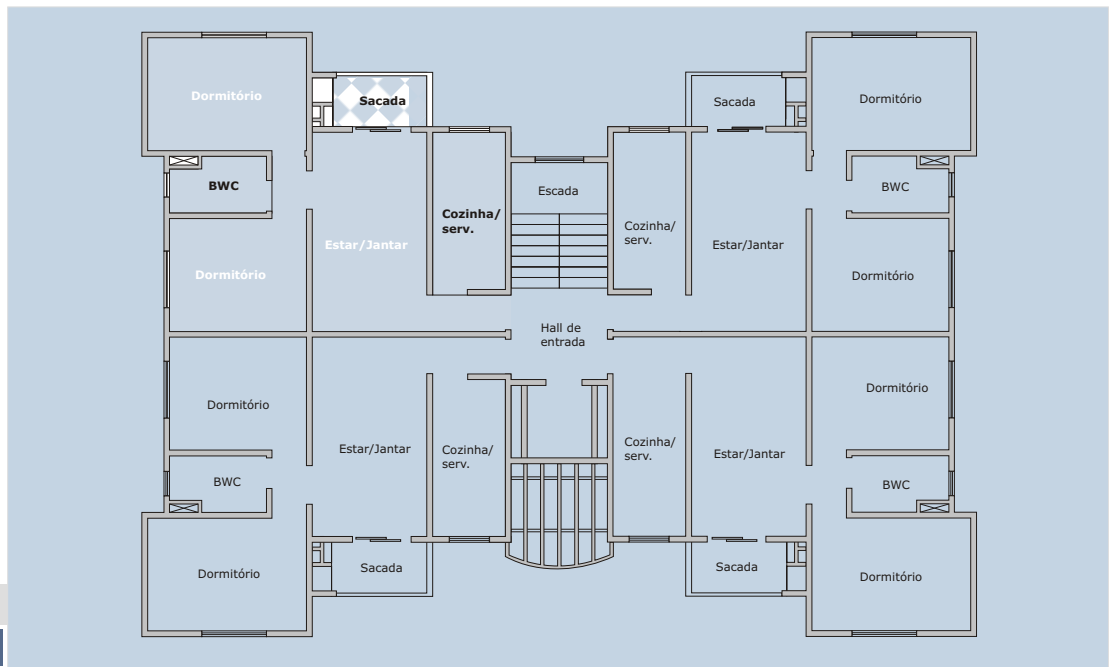 Dormitório
Sacada
BWC
Cozinha/
serv.
Estar/Jantar
Dormitório
Escada
Sacada
Dormitório
BWC
Cozinha/
serv.
Estar/Jantar
Dormitório
Hall de
entrada
Dormitório
Estar/Jantar
Cozinha/
serv.
BWC
Dormitório
Sacada
Cozinha/
serv.
Estar/Jantar
Dormitório
BWC
Sacada
Dormitório